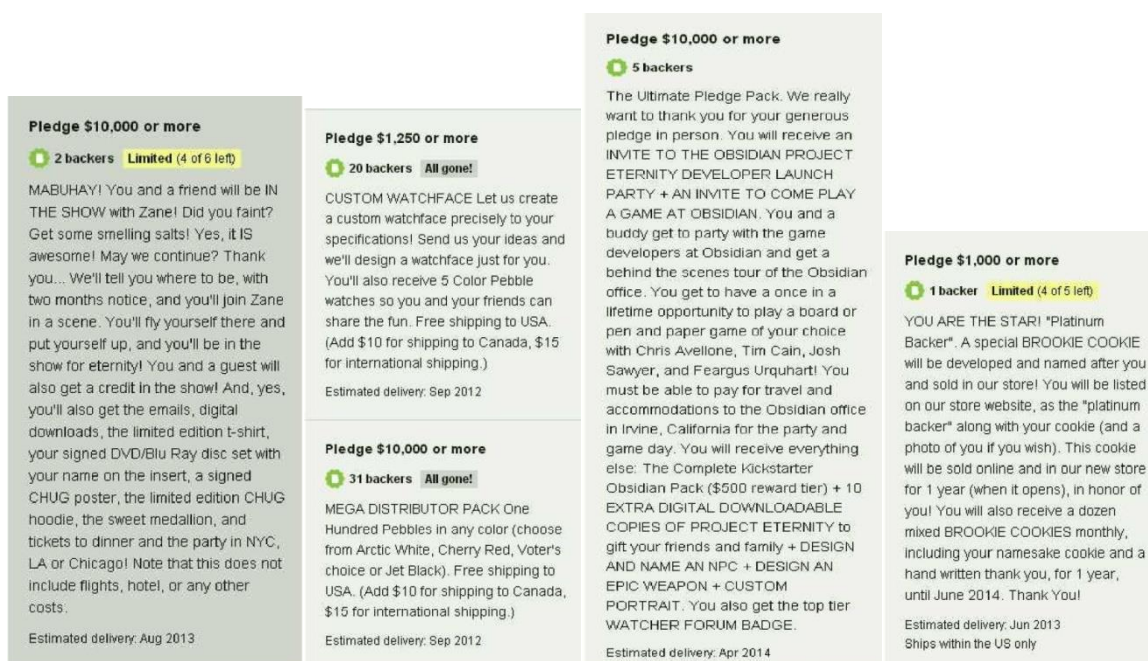 Pledge $10,000 or more
2 backers Limited (4 of 6 left)
MABUHAY! You and a friend will be IN
THE SHOW with Zane! Did you faint?
Get some smelling salts! Yes, it IS
awesome! May we continue? Thank
you... We'll tell you where to be, with
two months notice, and you'll join Zane
in a scene. You'll fly yourself there and
put yourself up, and you'll be in the
show for eternity! You and a guest will
also get a credit in the show! And, yes,
you'll also get the emails, digital
downloads, the limited edition t-shirt,
your signed DVD/Blu Ray disc set with
your name on the insert, a signed
CHUG poster, the limited edition CHUG
hoodie, the sweet medallion, and
tickets to dinner and the party in NYC,
LA or Chicago! Note that this does not
include flights, hotel, or any other
costs.
Estimated delivery: Aug 2013
Pledge $1,250 or more
20 backers All gone!
CUSTOM WATCHFACE Let us create
a custom watchface precisely to your
specifications! Send us your ideas and
we'll design a watchface just for you.
You'll also receive 5 Color Pebble
watches so you and your friends can
share the fun. Free shipping to USA.
(Add $10 for shipping to Canada, $15
for international shipping.)
Estimated delivery: Sep 2012
Pledge $10,000 or more
31 backers All gone!
MEGA DISTRIBUTOR PACK One
Hundred Pebbles in any color (choose
from Arctic White, Cherry Red, Voter's
choice or Jet Black). Free shipping to
USA. (Add $10 for shipping to Canada,
$15 for international shipping.)
Estimated delivery: Sep 2012
Pledge $10,000 or more
5 backers
The Ultimate Pledge Pack. We really
want to thank you for your generous
pledge in person. You will receive an
INVITE TO THE OBSIDIAN PROJECT
ETERNITY DEVELOPER LAUNCH
PARTY + AN INVITE TO COME PLAY
A GAME AT OBSIDIAN. You and a
buddy get to party with the game
developers at Obsidian and get a
behind the scenes tour of the Obsidian
office. You get to have a once in a
lifetime opportunity to play a board or
pen and paper game of your choice
with Chris Avellone, Tim Cain, Josh
Sawyer, and Feargus Urquhart! You
must be able to pay for travel and
accommodations to the Obsidian office
in Irvine, California for the party and
game day. You will receive everything
else: The Complete Kickstarter
Obsidian Pack ($500 reward tier) + 10
EXTRA DIGITAL DOWNLOADABLE
COPIES OF PROJECT ETERNITY to
gift your friends and family + DESIGN
AND NAME AN NPC + DESIGN AN
EPIC WEAPON + CUSTOM
PORTRAIT. You also get the top tier
WATCHER FORUM BADGE.
Estimated delivery: Apr 2014
Pledge $1,000 or more
1 backer Limited (4 of 5 left)
YOU ARE THE STAR! "Platinum
Backer". A special BROOKIE COOKIE
will be developed and named after you
and sold in our store! You will be listed
on our store website, as the "platinum
backer" along with your cookie (and a
photo of you if you wish). This cookie
will be sold online and in our new store
for 1 year (when it opens), in honor of
you! You will also receive a dozen
mixed BROOKIE COOKIES monthly,
including your namesake cookie and a
hand written thank you, for 1 year,
until June 2014. Thank You!
Estimated delivery: Jun 2013
Ships within the US only